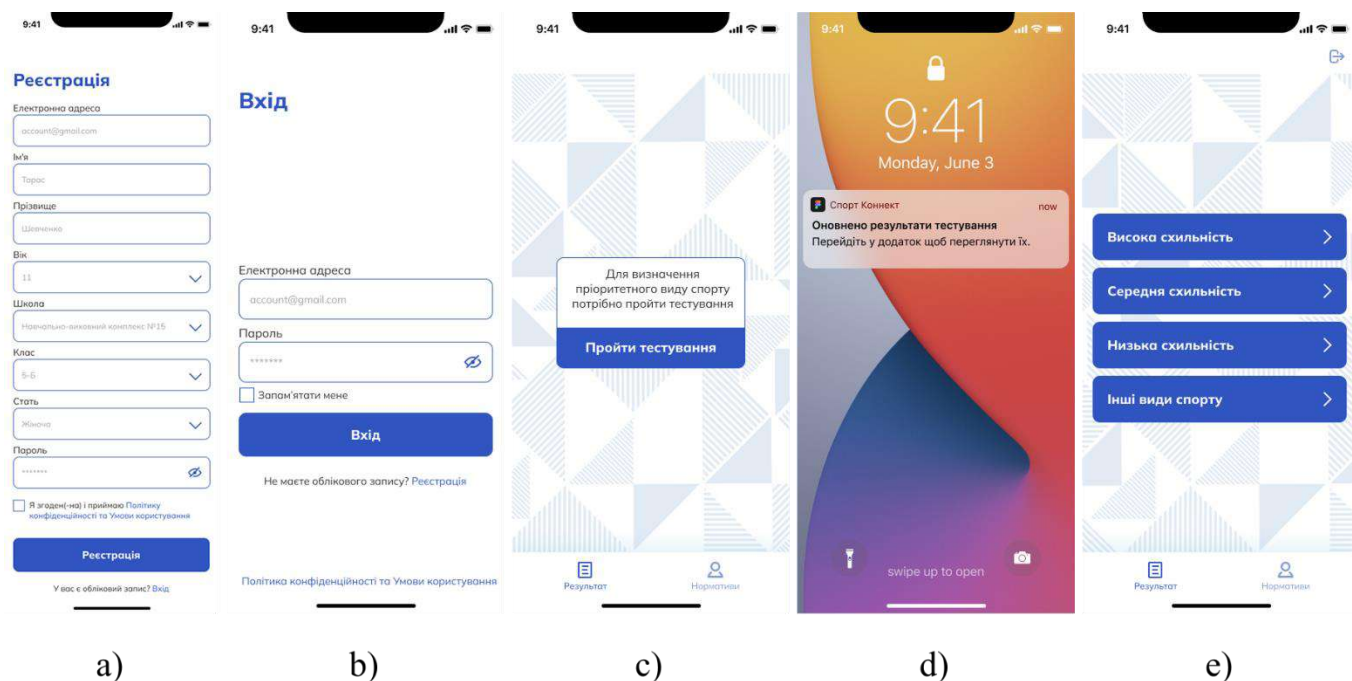 9:41
Реєстрація
Електронна адреса
account@gmail.com
Ім'я
Тарас
Прізвище
Шевченко
Вік
11
Школа
Навчально-виховний комплекс №15
Клас
5-Б
Стать
Жіноча
Пароль
*******
Я згоден(-на) і приймаю Політику
конфіденційності та Умови користування
Реєстрація
У вас є обліковий запис? Вхід
a)
9:41
Вхід
Електронна адреса
account@gmail.com
Пароль
*******
Запам'ятати мене
Вхід
Не маєте облікового запису? Реєстрація
Політика конфіденційності та Умови користування
b)
9:41
Для визначення
пріоритетного виду спорту
потрібно пройти тестування
Пройти тестування
Результат
Нормативи
c)
9:41
9:41
Monday, June 3
Спорт Коннект
now
Оновнено результати тестування
Перейдіть у додаток щоб переглянути їх.
swipe up to open
d)
9:41
Висока схильність
Середня схильність
Низька схильність
Інші види спорту
Результат
Нормативи
e)